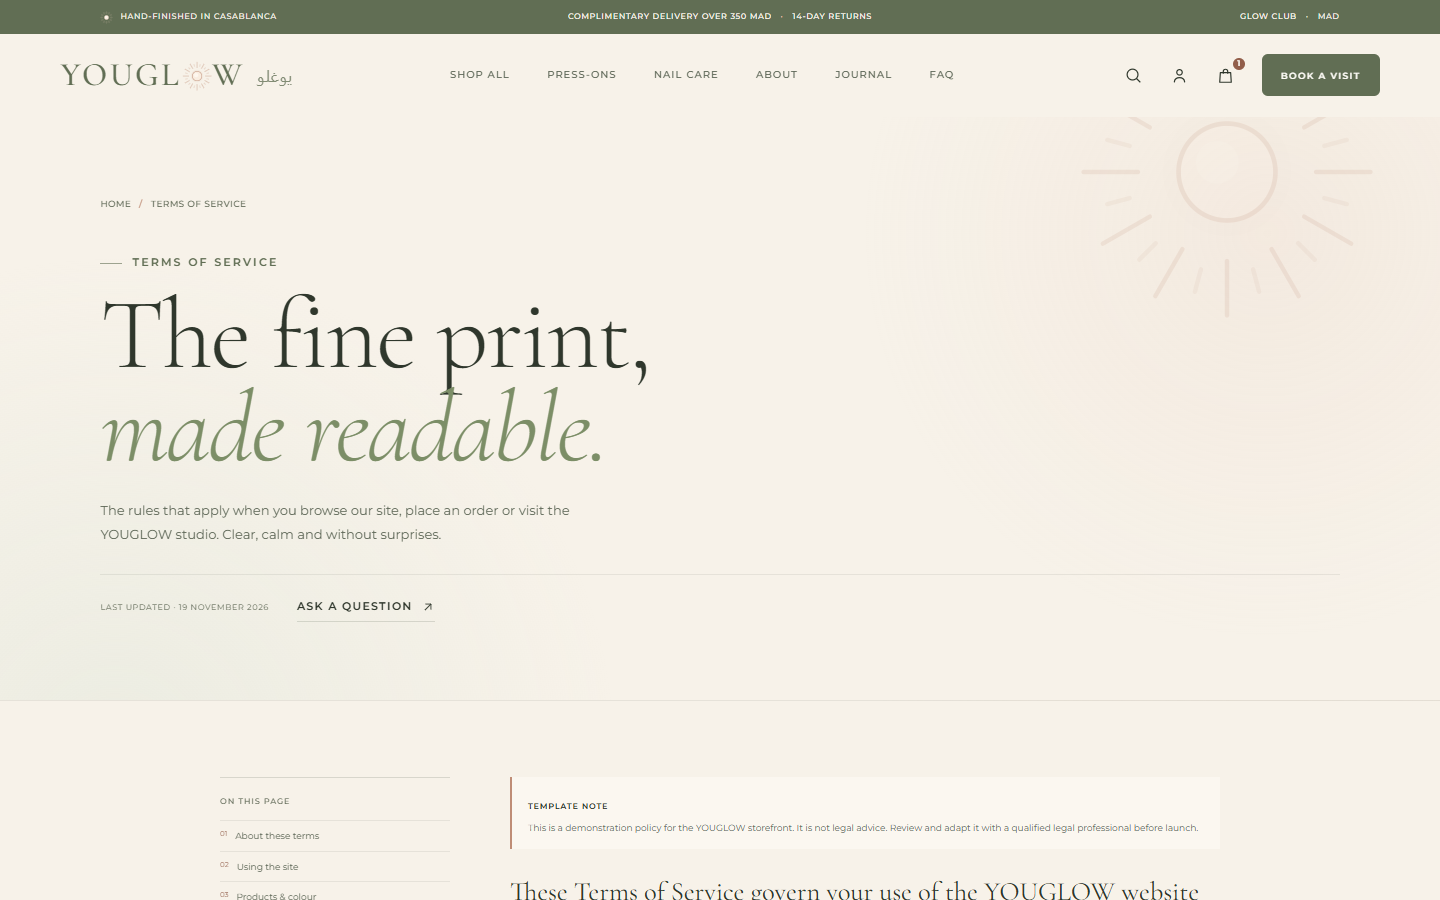 HAND-FINISHED IN CASABLANCA
COMPLIMENTARY DELIVERY OVER 350 MAD · 14-DAY RETURNS
GLOW CLUB · MAD
YOUGLOW يوغلو
SHOP ALL
PRESS-ONS
NAIL CARE
ABOUT
JOURNAL
FAQ
1
BOOK A VISIT
HOME / TERMS OF SERVICE
TERMS OF SERVICE
The fine print,
made readable.
The rules that apply when you browse our site, place an order or visit the
YOUGLOW studio. Clear, calm and without surprises.
LAST UPDATED · 19 NOVEMBER 2026
ASK A QUESTION
ON THIS PAGE
01 About these terms
02 Using the site
03 Products & colour
TEMPLATE NOTE
This is a demonstration policy for the YOUGLOW storefront. It is not legal advice. Review and adapt it with a qualified legal professional before launch.
These Terms of Service govern your use of the YOUGLOW website